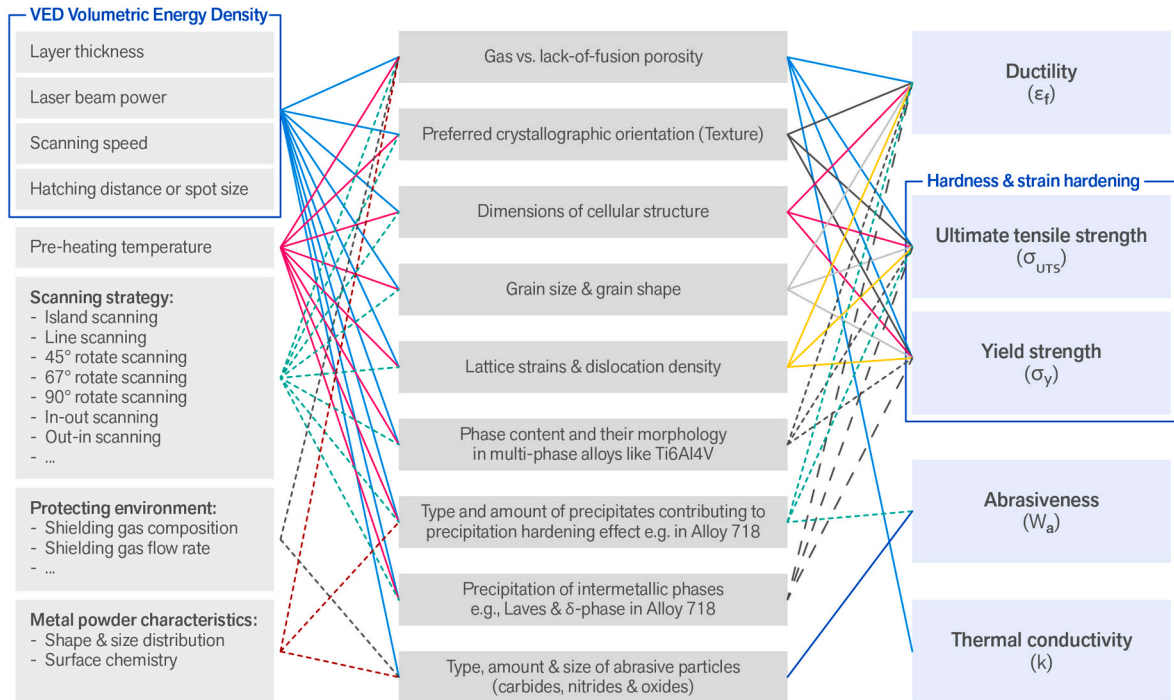 VED Volumetric Energy Density
Layer thickness
Laser beam power
Scanning speed
Hatching distance or spot size
Pre-heating temperature
Scanning strategy:
- Island scanning
- Line scanning
- 45° rotate scanning
- 67° rotate scanning
- 90° rotate scanning
- In-out scanning
- Out-in scanning
- ...
Protecting environment:
- Shielding gas composition
- Shielding gas flow rate
- ...
Metal powder characteristics:
- Shape & size distribution
- Surface chemistry
Gas vs. lack-of-fusion porosity
Preferred crystallographic orientation (Texture)
Dimensions of cellular structure
Grain size & grain shape
Lattice strains & dislocation density
Phase content and their morphology
in multi-phase alloys like Ti6Al4V
Type and amount of precipitates contributing to
precipitation hardening effect e.g. in Alloy 718
Precipitation of intermetallic phases
e.g., Laves & δ-phase in Alloy 718
Type, amount & size of abrasive particles
(carbides, nitrides & oxides)
Ductility
(ε_f)
Hardness & strain hardening
Ultimate tensile strength
(σ_UTS)
Yield strength
(σ_y)
Abrasiveness
(W_a)
Thermal conductivity
(k)